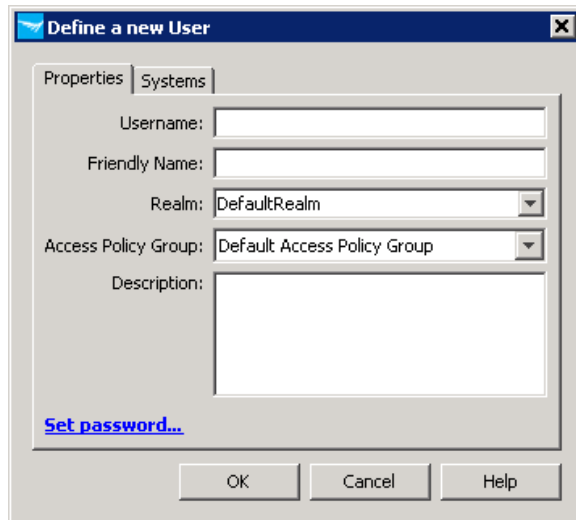 Define a new User
Properties Systems
Username:
Friendly Name:
Realm: DefaultRealm
Access Policy Group: Default Access Policy Group
Description:
Set password...
OK Cancel Help